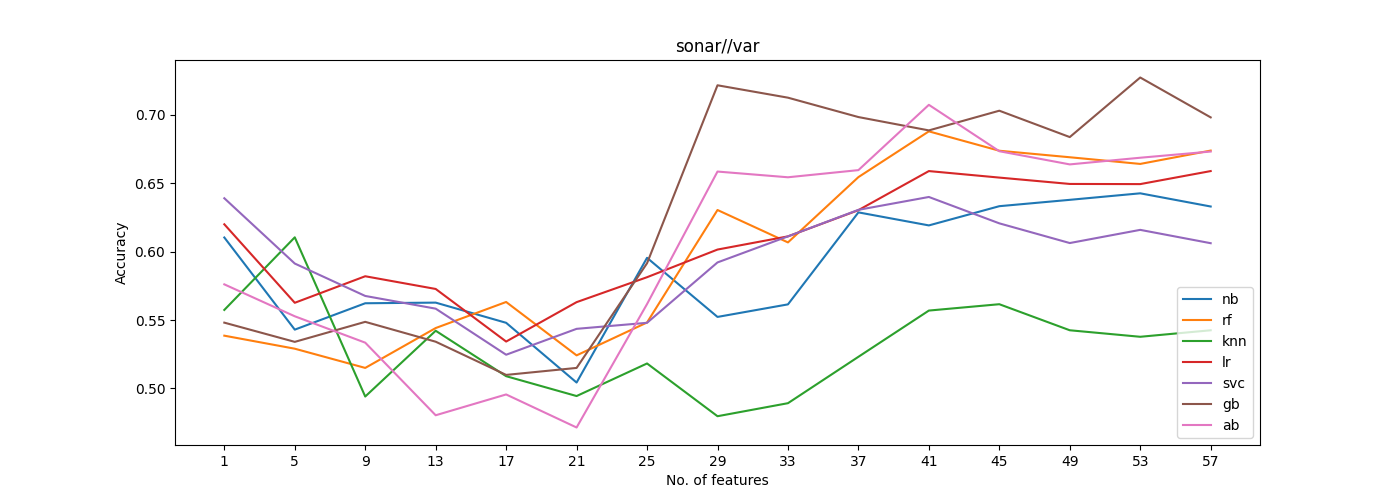 sonar//var
Accuracy
0.70
0.65
0.60
0.55
0.50
1 5 9 13 17 21 25 29 33 37 41 45 49 53 57
No. of features
nb
rf
knn
lr
svc
gb
ab